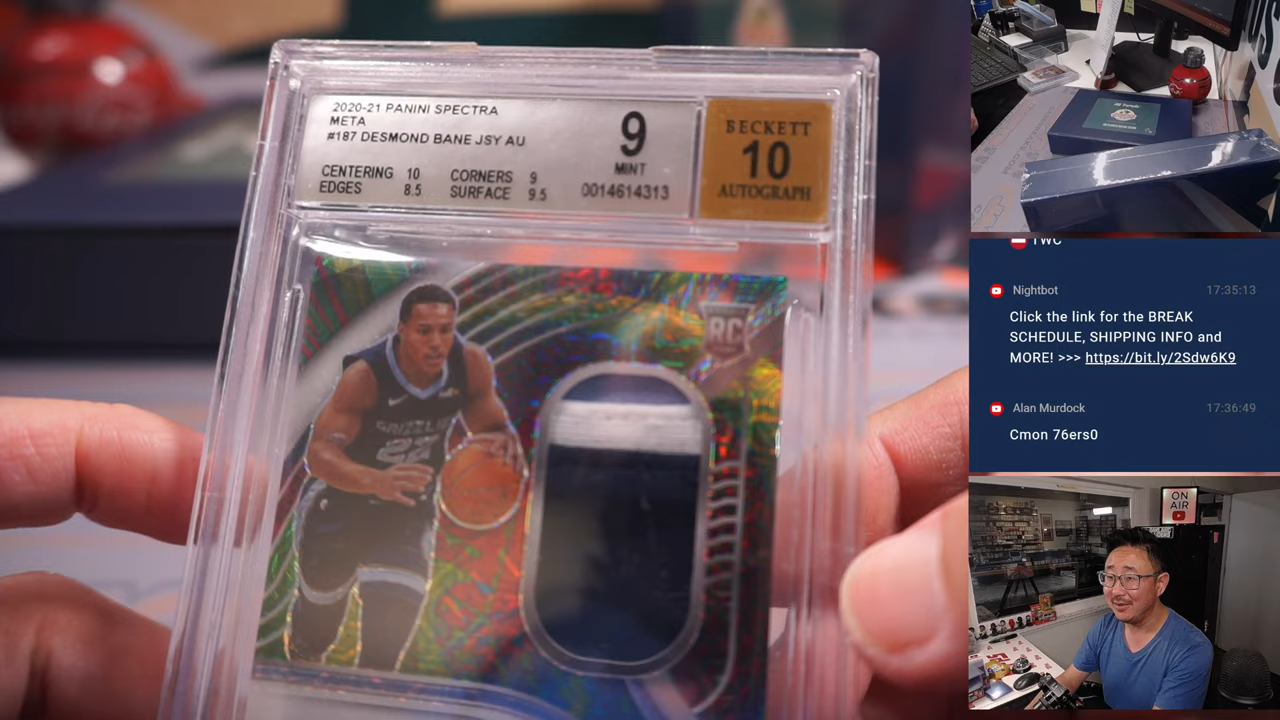 2020-21 PANINI SPECTRA
META
#187 DESMOND BANE JSY AU
CENTERING 10 CORNERS 9
EDGES 8.5 SURFACE 9.5
9
MINT
0014614313
BECKETT
10
AUTOGRAPH
RC
GRIZZLIES
22
Nightbot 17:35:13
Click the link for the BREAK
SCHEDULE, SHIPPING INFO and
MORE! >>> https://bit.ly/2Sdw6K9
Alan Murdock 17:36:49
Cmon 76ers0
ON
AIR